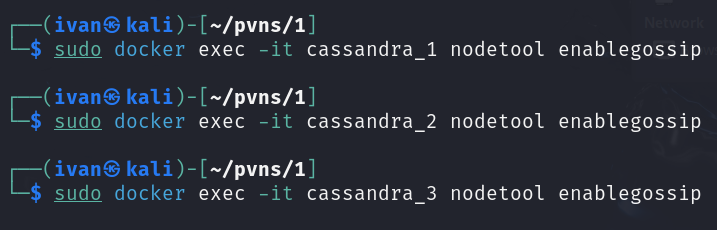 ┌──(ivan㉿kali)-[~/pvns/1]
└─$ sudo docker exec -it cassandra_1 nodetool enablegossip
┌──(ivan㉿kali)-[~/pvns/1]
└─$ sudo docker exec -it cassandra_2 nodetool enablegossip
┌──(ivan㉿kali)-[~/pvns/1]
└─$ sudo docker exec -it cassandra_3 nodetool enablegossip
Network